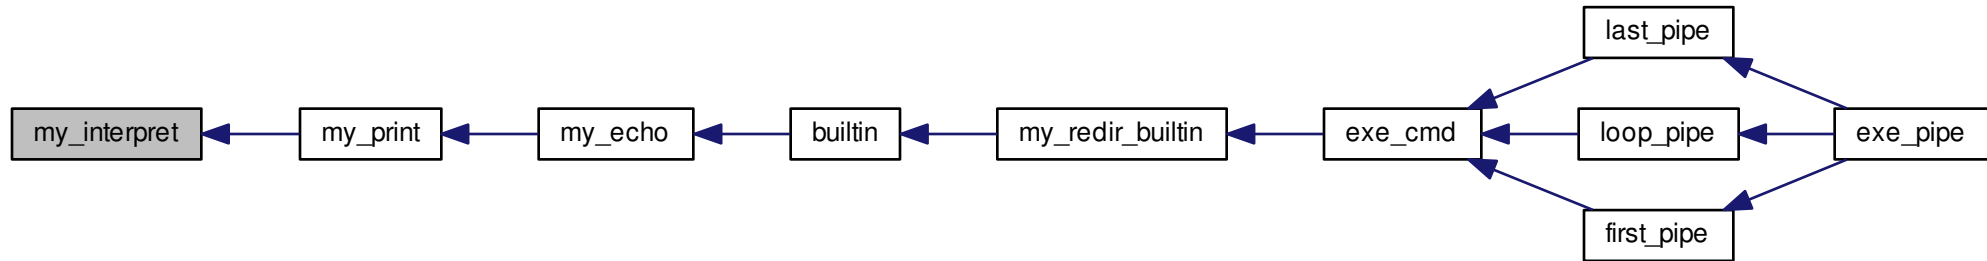 my_interpret
my_print
my_echo
builtin
my_redir_builtin
exe_cmd
last_pipe
loop_pipe
first_pipe
exe_pipe